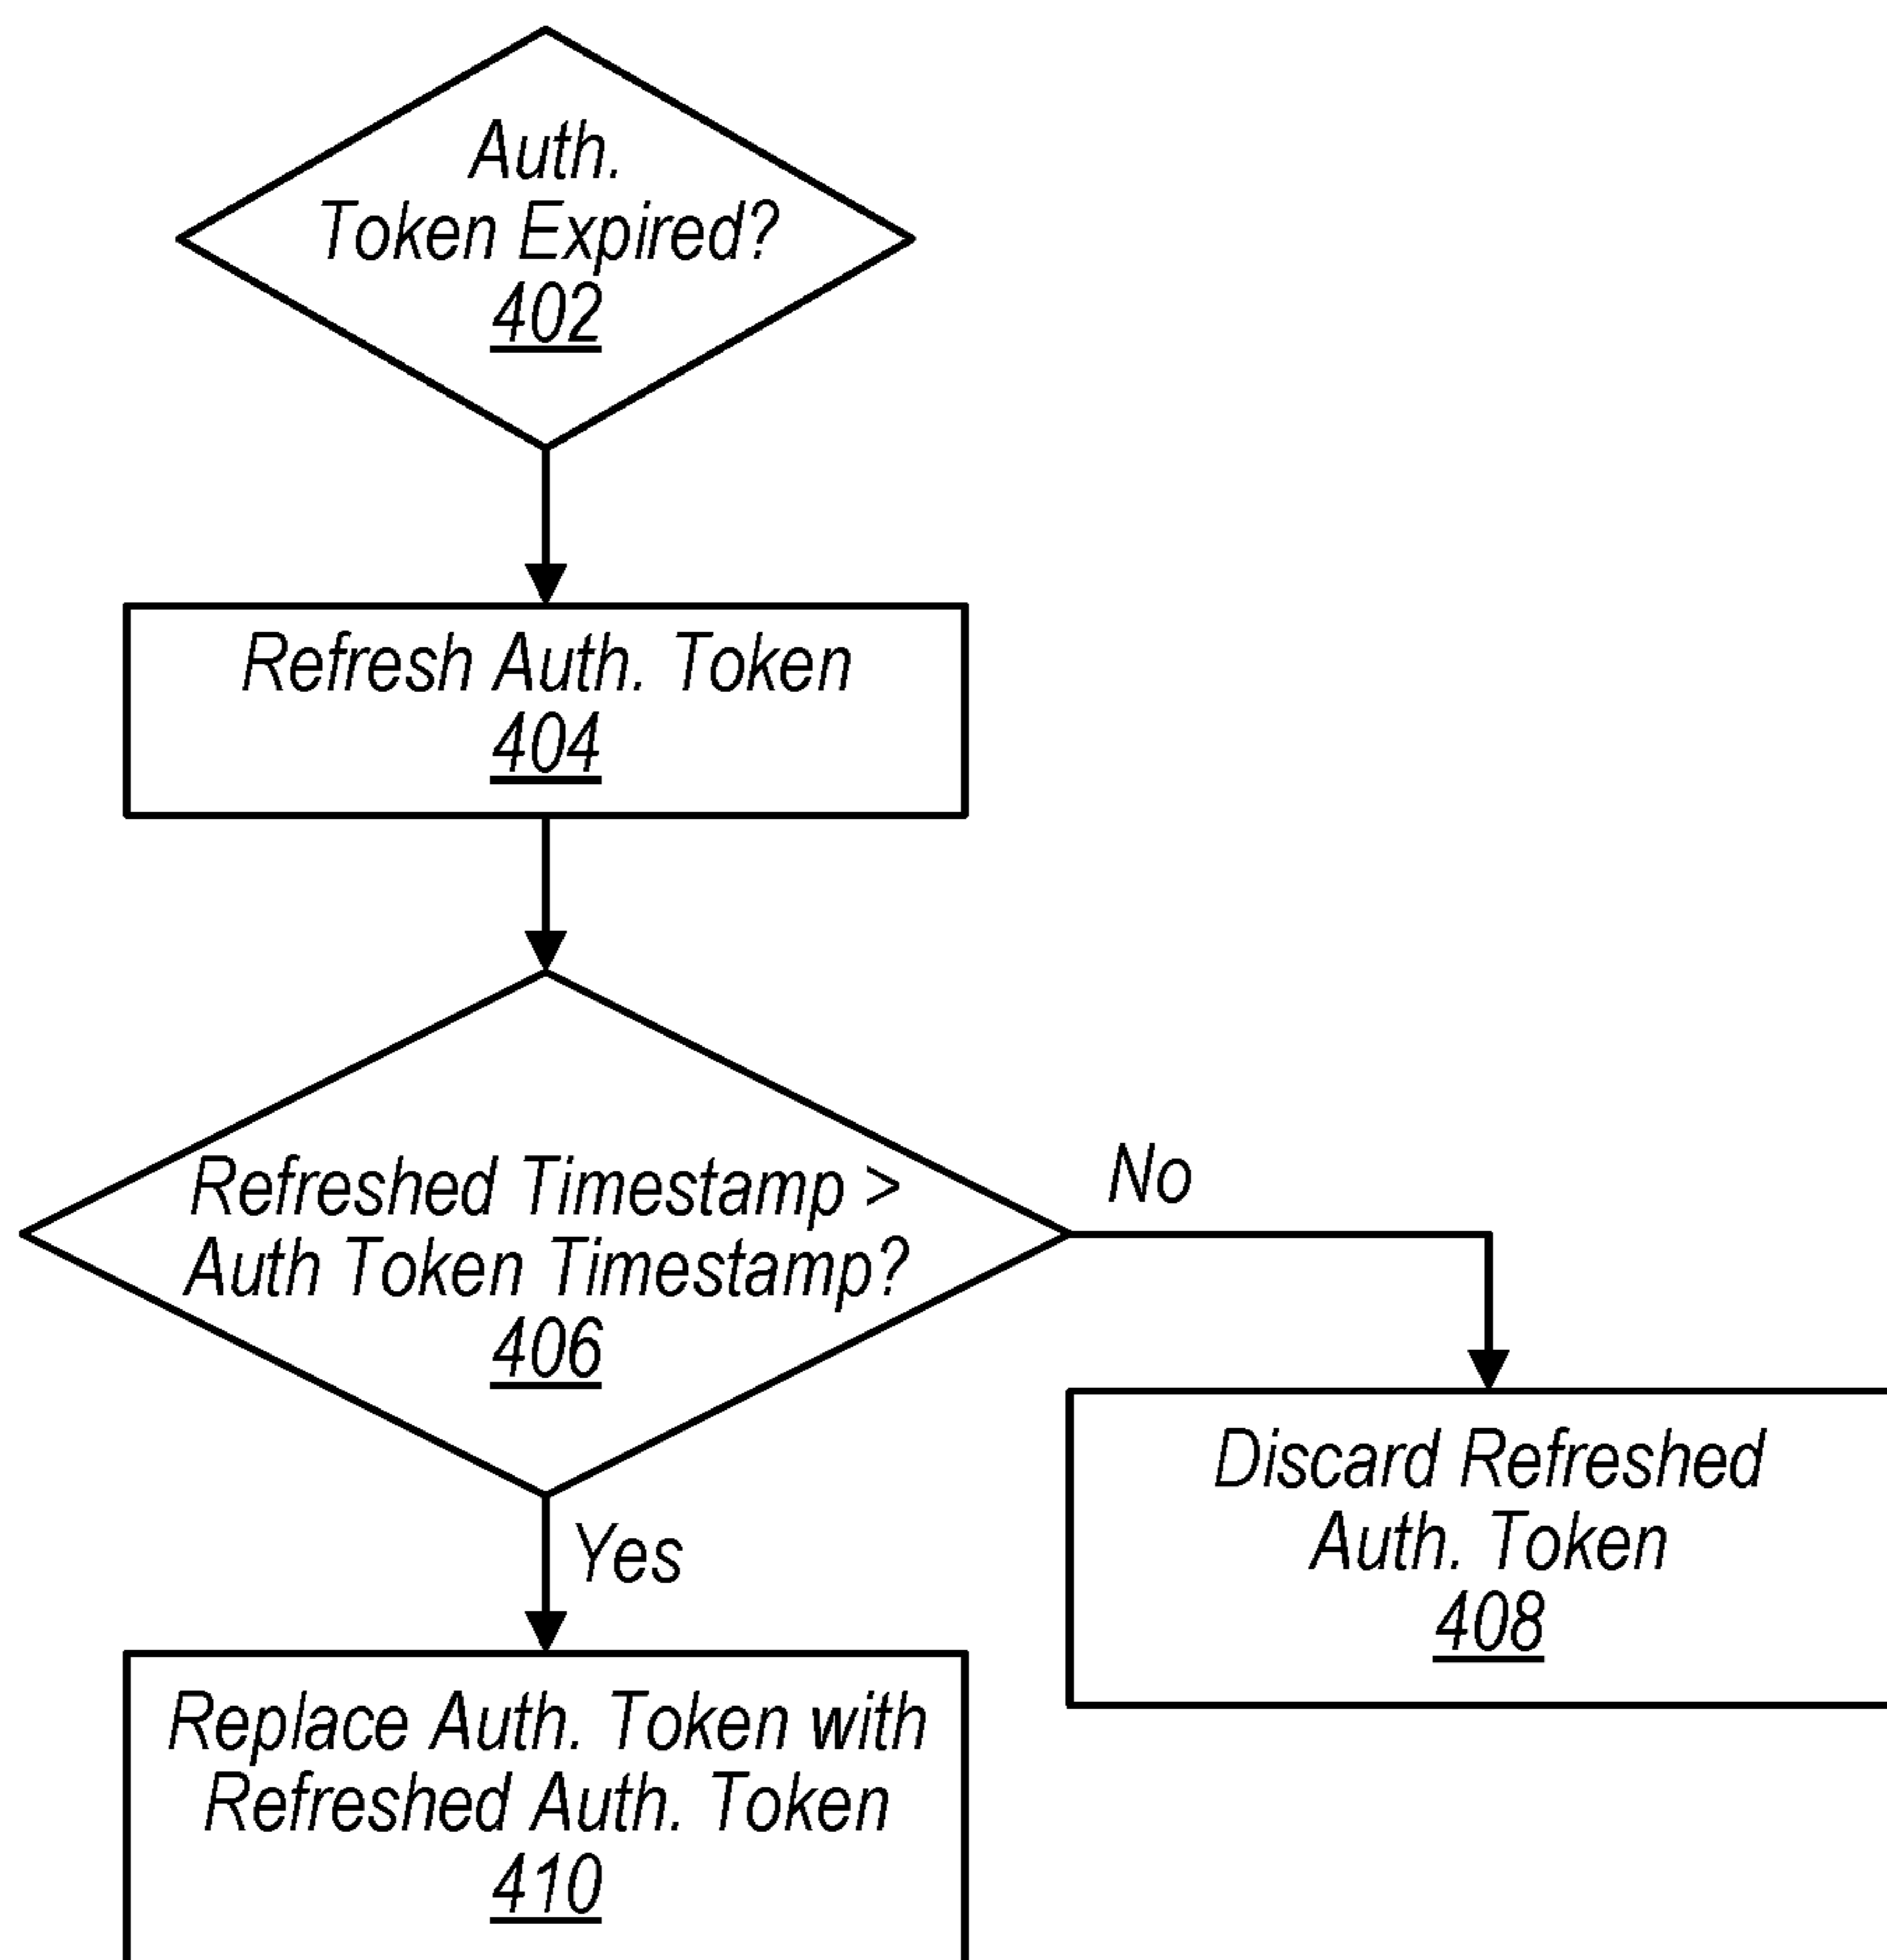 Auth.
Token Expired?
402
Refresh Auth. Token
404
Refreshed Timestamp >
Auth Token Timestamp?
406
No
Yes
Discard Refreshed
Auth. Token
408
Replace Auth. Token with
Refreshed Auth. Token
410